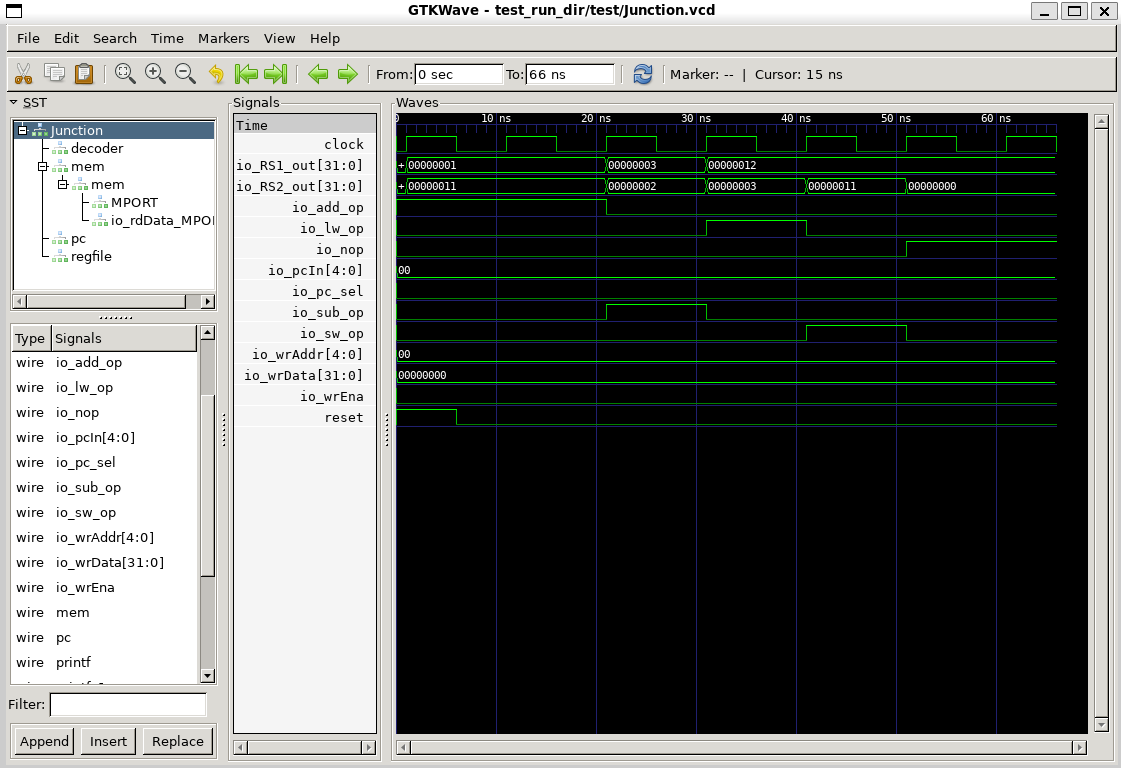 GTKWave - test_run_dir/test/Junction.vcd
File Edit Search Time Markers View Help
From: 0 sec To: 66 ns Marker: -- | Cursor: 15 ns
SST
Junction
decoder
mem
mem
MPORT
io_rdData_MPO
pc
regfile
Type Signals
wire io_add_op
wire io_lw_op
wire io_nop
wire io_pcIn[4:0]
wire io_pc_sel
wire io_sub_op
wire io_sw_op
wire io_wrAddr[4:0]
wire io_wrData[31:0]
wire io_wrEna
wire mem
wire pc
wire printf
Filter:
Append Insert Replace
Signals
Time
clock
io_RS1_out[31:0]
io_RS2_out[31:0]
io_add_op
io_lw_op
io_nop
io_pcIn[4:0]
io_pc_sel
io_sub_op
io_sw_op
io_wrAddr[4:0]
io_wrData[31:0]
io_wrEna
reset
Waves
0 10 ns 20 ns 30 ns 40 ns 50 ns 60 ns
+ 00000001 00000003 00000012
+ 00000011 00000002 00000003 00000011 00000000
00
00
00000000